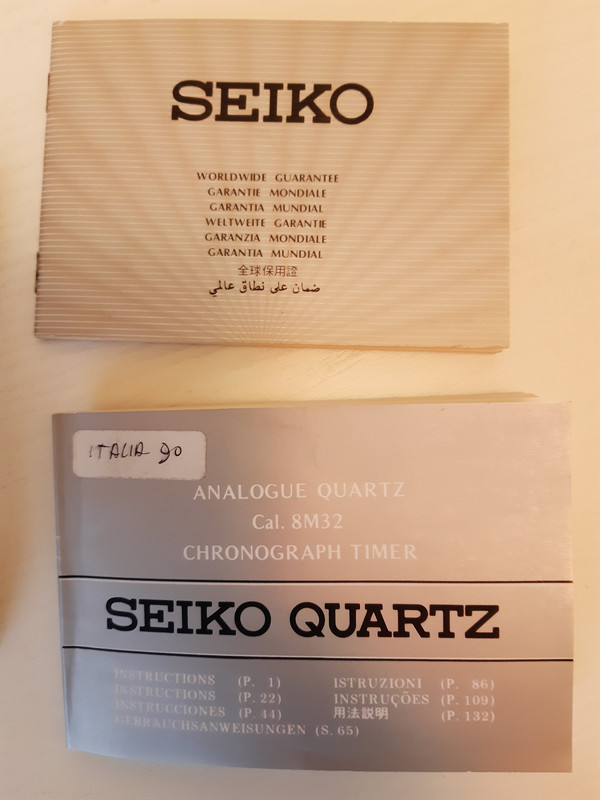 SEIKO
WORLDWIDE GUARANTEE
GARANTIE MONDIALE
GARANTIA MUNDIAL
WELTWEITE GARANTIE
GARANZIA MONDIALE
GARANTIA MUNDIAL
全球保用證
ضمان على نطاق عالمي
ITALIA 90
ANALOGUE QUARTZ
Cal. 8M32
CHRONOGRAPH TIMER
SEIKO QUARTZ
INSTRUCTIONS (P. 1)
INSTRUCTIONS (P. 22)
INSTRUCCIONES (P. 44)
GEBRAUCHSANWEISUNGEN (S. 65)
ISTRUZIONI (P. 86)
INSTRUÇÕES (P. 109)
用法説明 (P. 132)